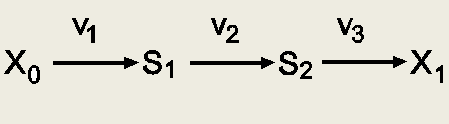 v₁ v₂ v₃
X₀ S₁ S₂ X₁